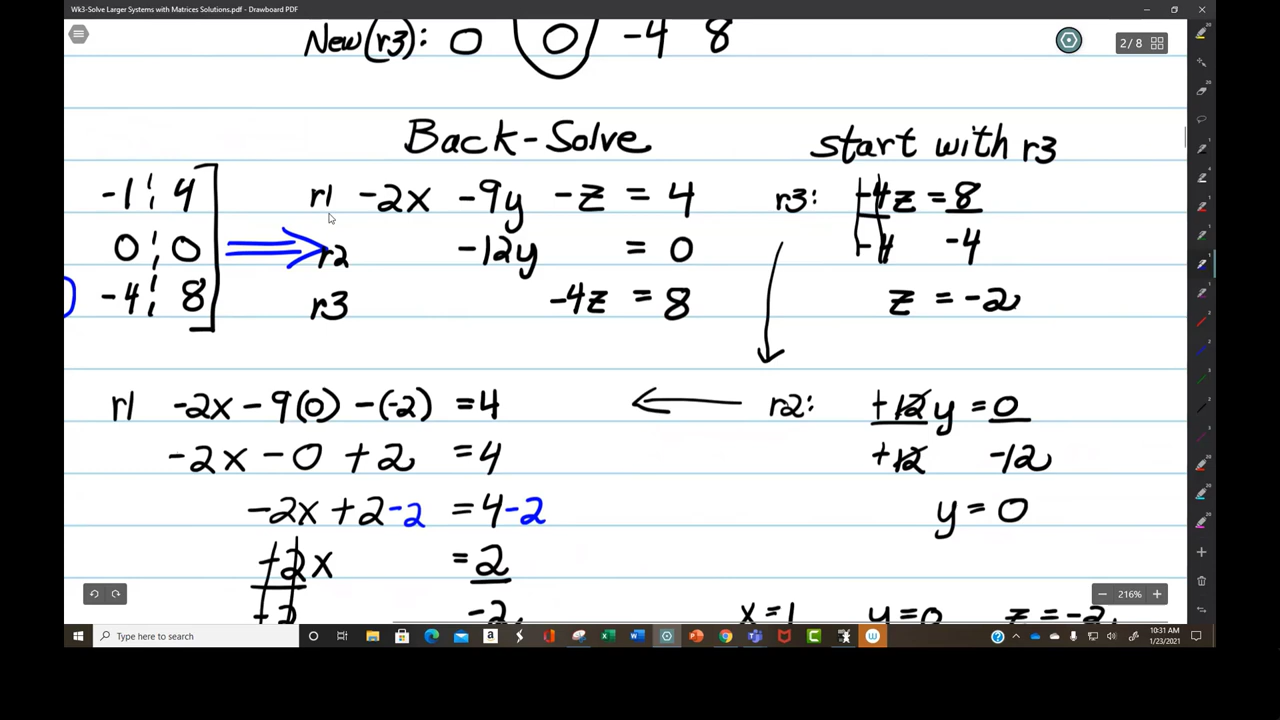 Wk3-Solve Larger Systems with Matrices Solutions.pdf - Drawboard PDF
New(r3): 0 0 -4 8
2/8
Back-Solve
start with r3
-1 ¦ 4
0 ¦ 0
-4 ¦ 8
r1 -2x -9y -z = 4
r2 -12y = 0
r3 -4z = 8
r3: -4z = 8
-4 -4
z = -2
r1 -2x - 9(0) - (-2) = 4
-2x - 0 + 2 = 4
-2x + 2 - 2 = 4 - 2
-2x = 2
-2 -2
r2: -12y = 0
-12 -12
y = 0
x = 1 y = 0 z = -2
216%
Type here to search
10:31 AM
1/23/2021